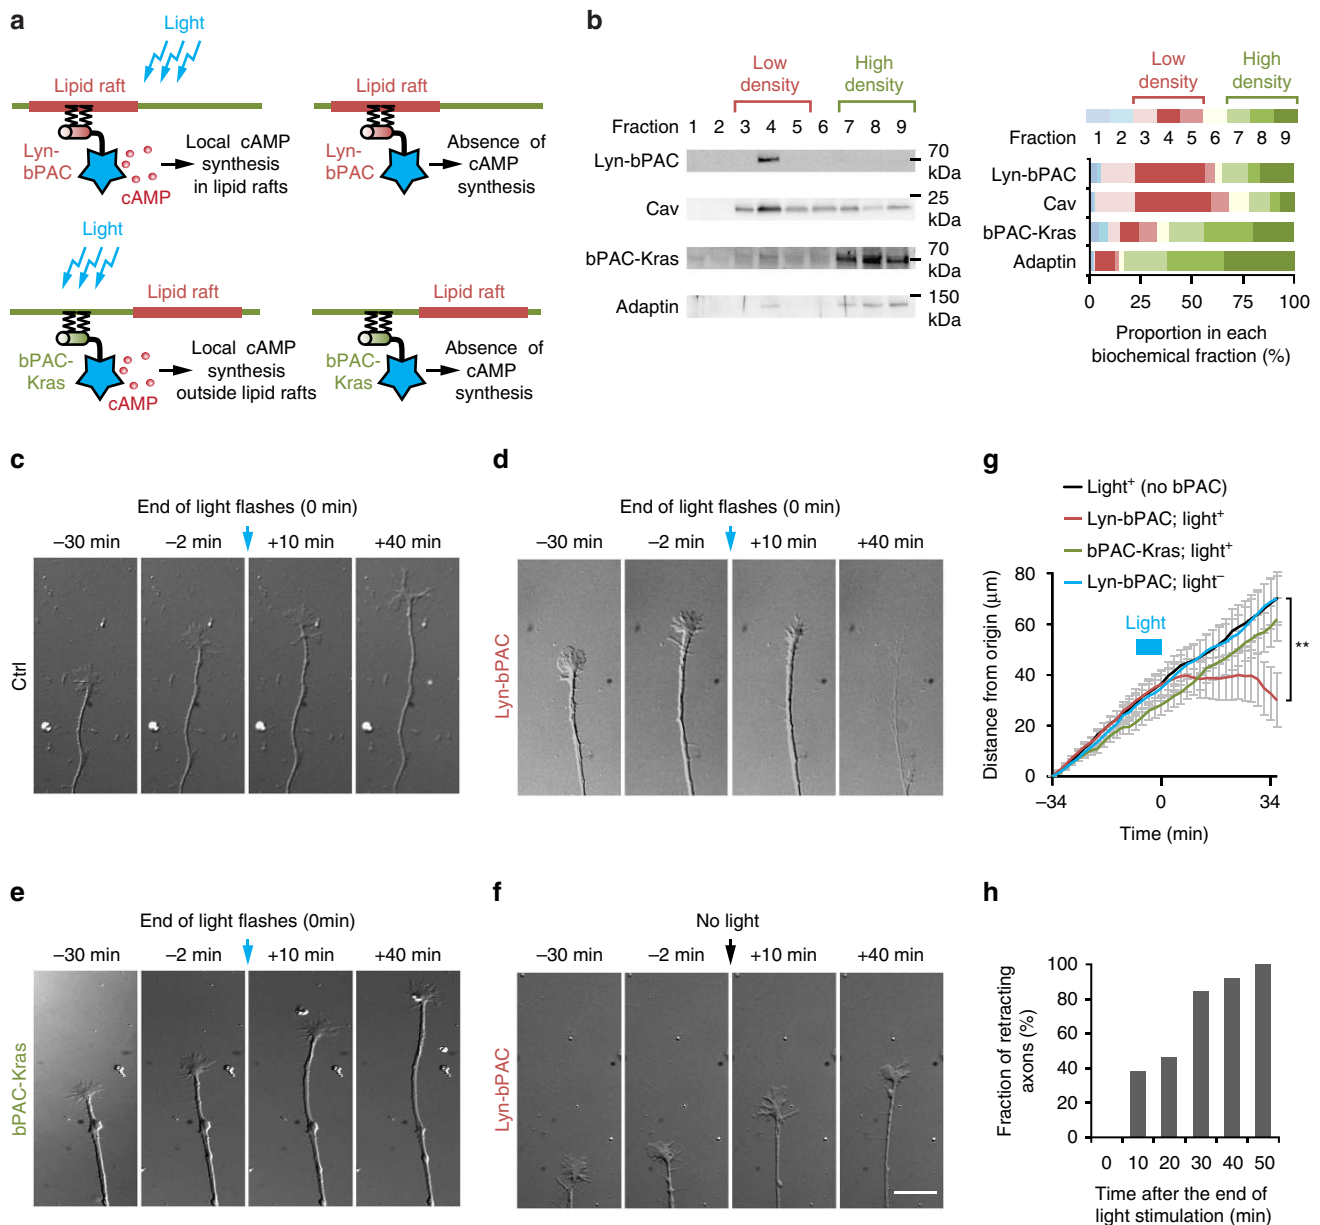 a
Light
Lipid raft
Lyn-
bPAC
cAMP
Local cAMP
synthesis
in lipid rafts
Lipid raft
Lyn-
bPAC
Absence of
cAMP
synthesis
Light
Lipid raft
bPAC-
Kras
cAMP
Local cAMP
synthesis
outside lipid rafts
Lipid raft
bPAC-
Kras
Absence of
cAMP
synthesis
b
Low
density
High
density
Fraction 1 2 3 4 5 6 7 8 9
Lyn-bPAC
70
kDa
Cav
25
kDa
bPAC-Kras
70
kDa
Adaptin
150
kDa
Low
density
High
density
Fraction 1 2 3 4 5 6 7 8 9
Lyn-bPAC
Cav
bPAC-Kras
Adaptin
0 25 50 75 100
Proportion in each
biochemical fraction (%)
c
End of light flashes (0 min)
–30 min –2 min +10 min +40 min
Ctrl
d
End of light flashes (0 min)
–30 min –2 min +10 min +40 min
Lyn-bPAC
g
Light+ (no bPAC)
Lyn-bPAC; light+
bPAC-Kras; light+
Lyn-bPAC; light–
Light
**
Distance from origin (µm)
80
60
40
20
0
–34 0 34
Time (min)
e
End of light flashes (0min)
–30 min –2 min +10 min +40 min
bPAC-Kras
f
No light
–30 min –2 min +10 min +40 min
Lyn-bPAC
h
Fraction of retracting
axons (%)
100
80
60
40
20
0
0 10 20 30 40 50
Time after the end of
light stimulation (min)